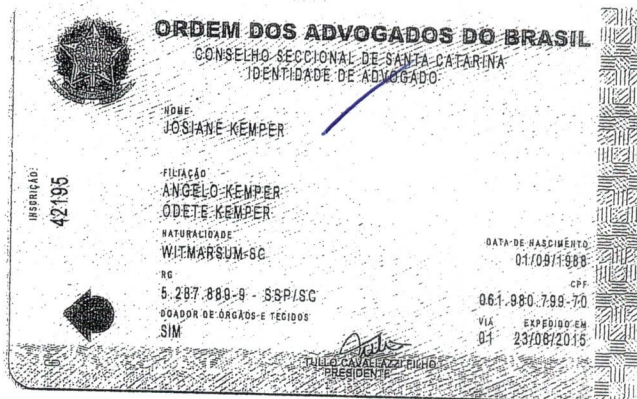 ORDEM DOS ADVOGADOS DO BRASIL
CONSELHO SECCIONAL DE SANTA CATARINA
IDENTIDADE DE ADVOGADO
NOME
JOSIANE KEMPER
FILIAÇÃO
ANGELO KEMPER
ODETE KEMPER
NATURALIDADE
WITMARSUM-SC
RG
5.287.889-9 - SSP/SC
DOADOR DE ÓRGÃOS E TECIDOS
SIM
DATA DE NASCIMENTO
01/09/1988
CPF
061.980.799-70
VIA EXPEDIDO EM
01 23/06/2015
TULLO CAVALLAZZI FILHO
PRESIDENTE
INSCRIÇÃO:
42195